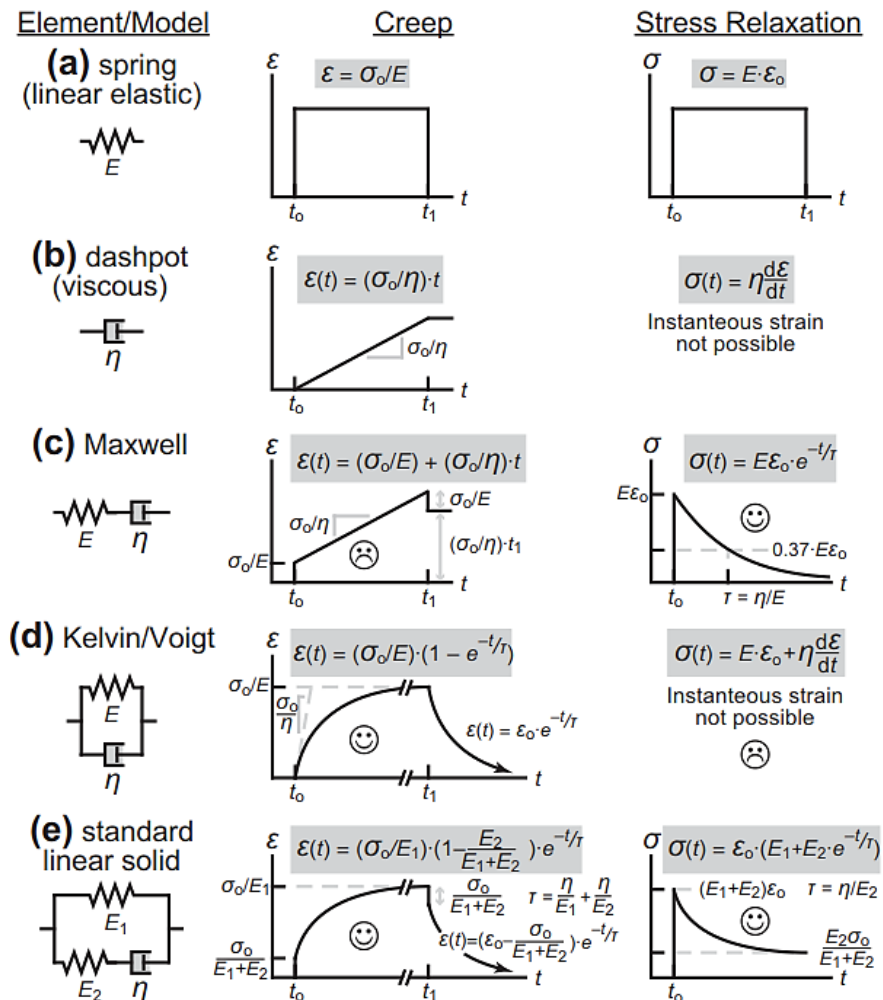 Element/Model Creep Stress Relaxation
(a) spring
(linear elastic)
E
ε
ε = σo/E
to t1 t
σ
σ = E·εo
to t1 t
(b) dashpot
(viscous)
η
ε
ε(t) = (σo/η)·t
σo/η
to t1 t
σ(t) = η dε/dt
Instanteous strain
not possible
(c) Maxwell
E η
ε
ε(t) = (σo/E) + (σo/η)·t
σo/η
σo/E
σo/E
(σo/η)·t1
to t1 t
σ
σ(t) = Eεo·e^–t/τ
Eεo
0.37·Eεo
to τ = η/E t
(d) Kelvin/Voigt
E
η
ε
ε(t) = (σo/E)·(1 – e^–t/τ)
σo/E
σo/η
ε(t) = εo·e^–t/τ
to t1 t
σ(t) = E·εo+η dε/dt
Instanteous strain
not possible
(e) standard
linear solid
E1
E2 η
ε
ε(t) = (σo/E1)·(1–E2/E1+E2 )·e^–t/τ
σo/E1
σo/E1+E2
τ = η/E1 + η/E2
ε(t)=(εo–σo/E1+E2)·e^–t/τ
σo/E1+E2
to t1 t
σ
σ(t) = εo·(E1+E2·e^–t/τ)
(E1+E2)εo τ = η/E2
E2σo/E1+E2
to t